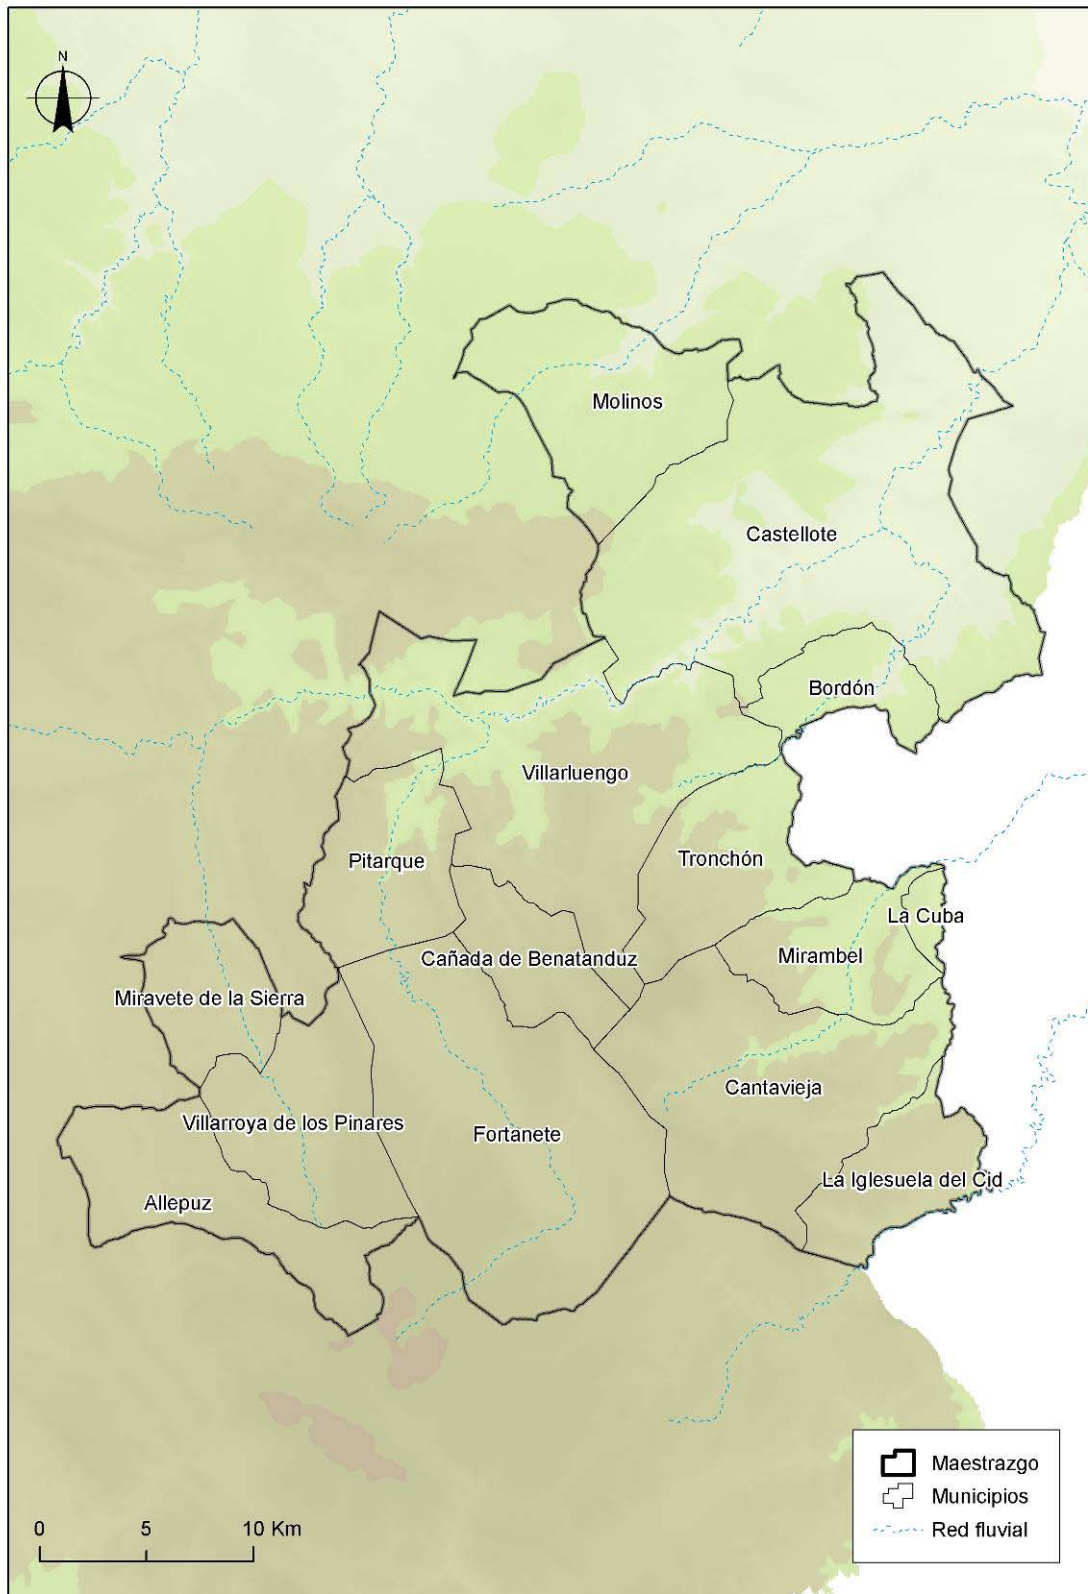 N
Molinos
Castellote
Bordón
Villarluengo
Pitarque
Tronchón
La Cuba
Mirambel
Cañada de Benatanduz
Miravete de la Sierra
Cantavieja
Villarroya de los Pinares
Fortanete
La Iglesuela del Cid
Allepuz
Maestrazgo
Municipios
Red fluvial
0 5 10 Km